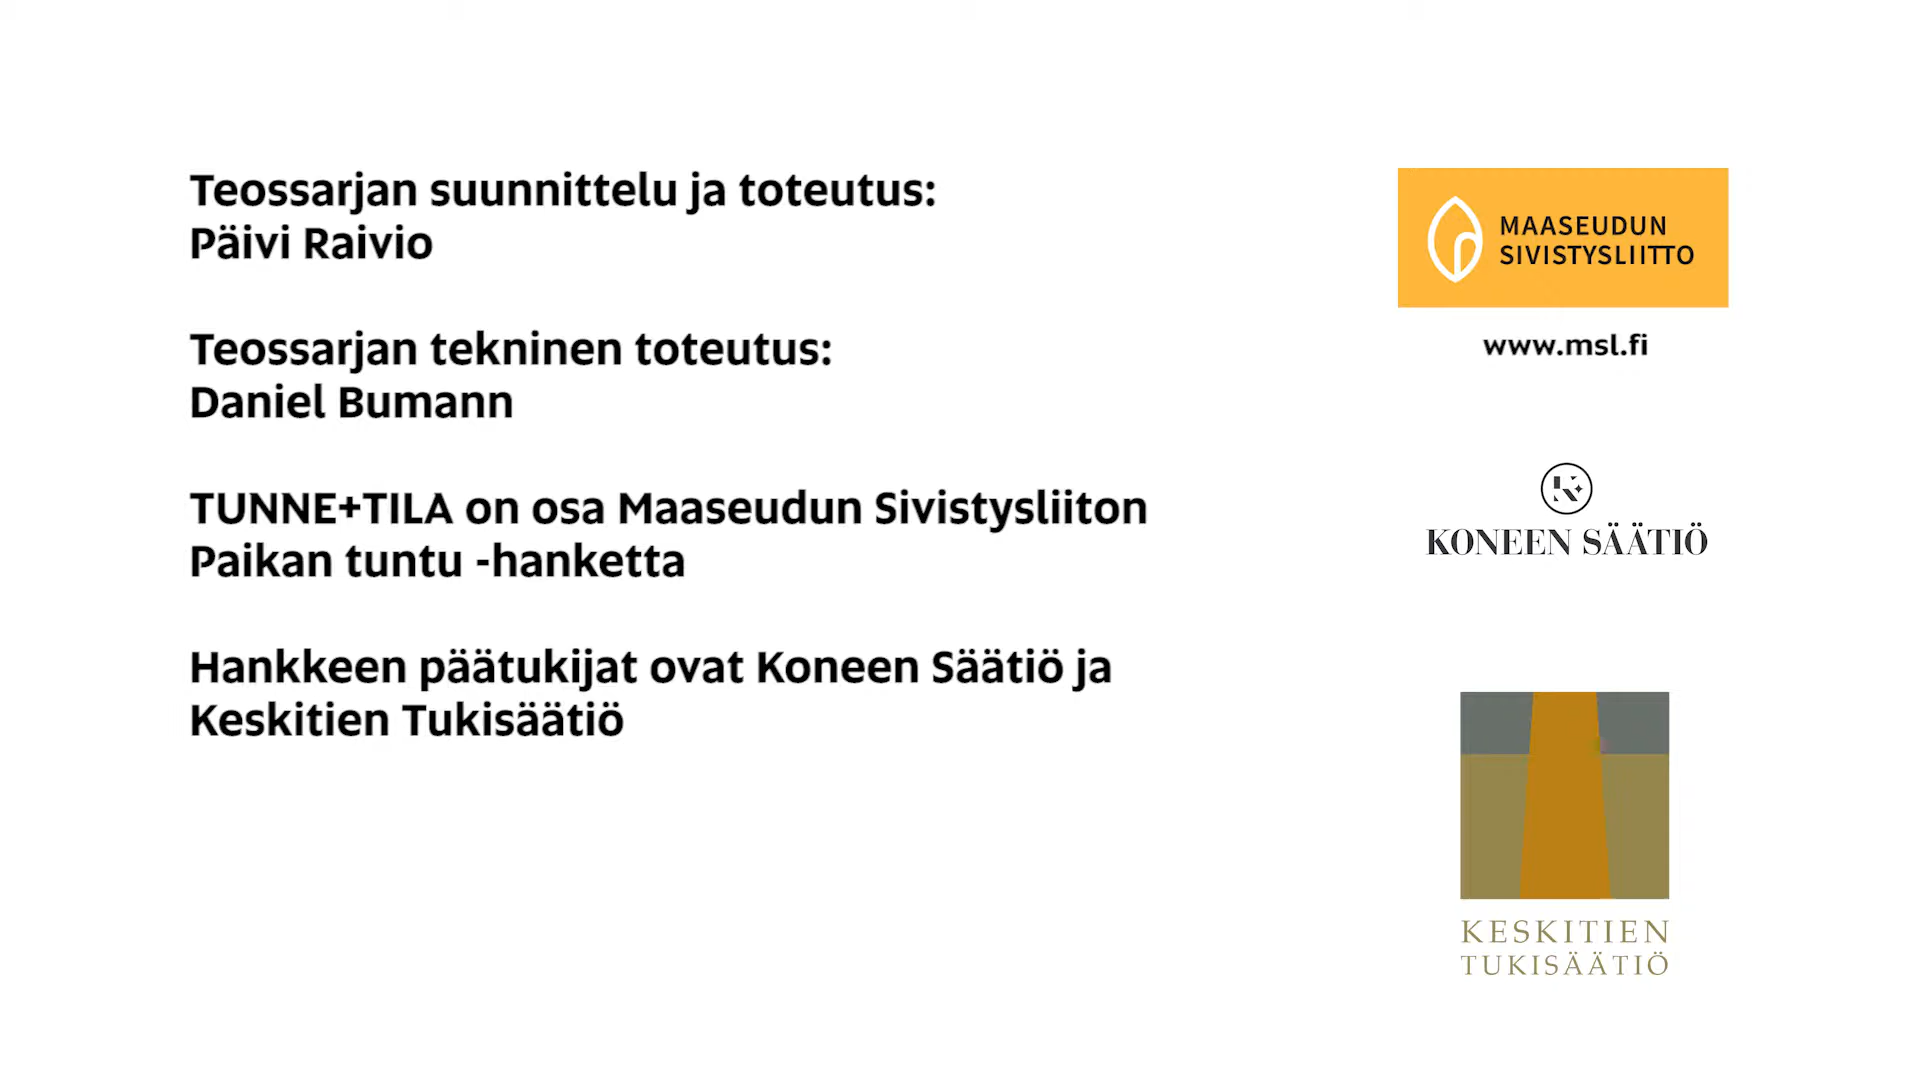 Teossarjan suunnittelu ja toteutus:
Päivi Raivio
Teossarjan tekninen toteutus:
Daniel Bumann
TUNNE+TILA on osa Maaseudun Sivistysliiton
Paikan tuntu -hanketta
Hankkeen päätukijat ovat Koneen Säätiö ja
Keskitien Tukisäätiö
MAASEUDUN
SIVISTYSLIITTO
www.msl.fi
KONEEN SÄÄTIÖ
KESKITIEN
TUKISÄÄTIÖ